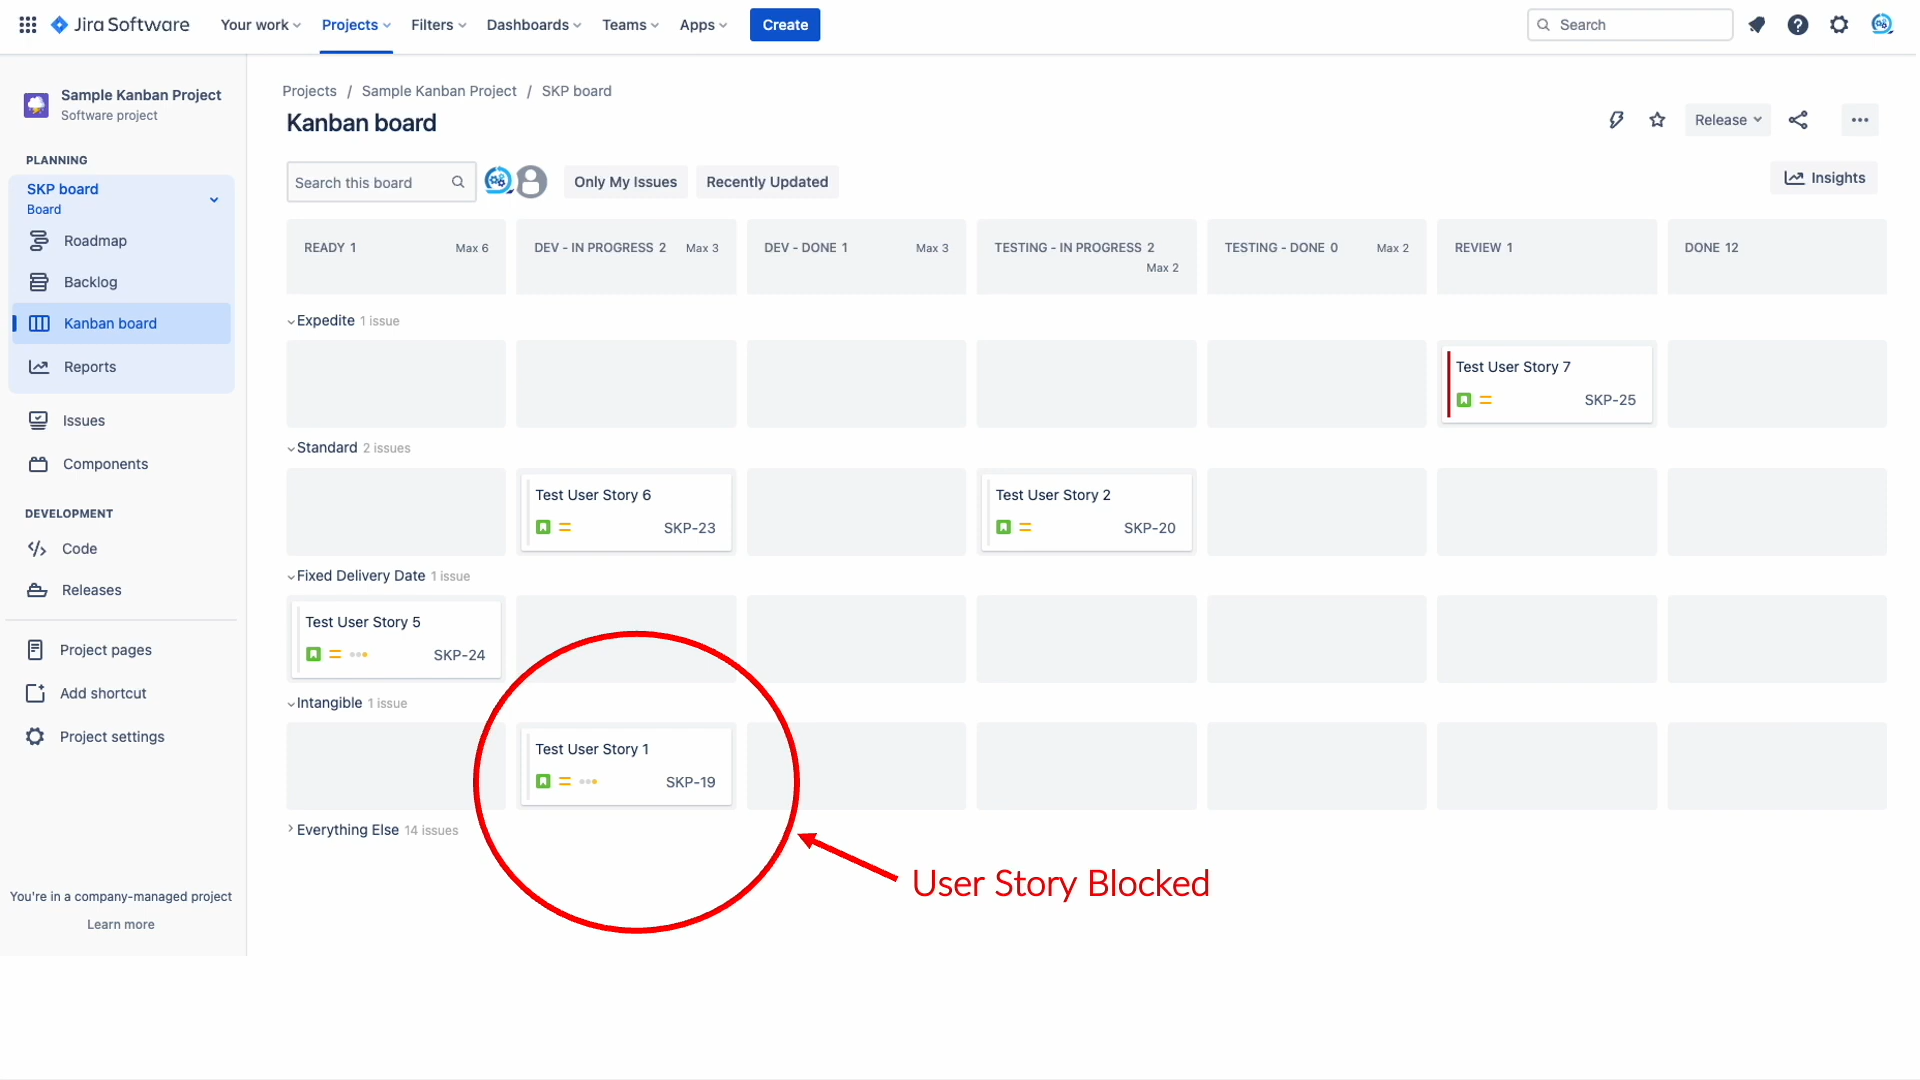 Jira Software Your work Projects Filters Dashboards Teams Apps Create Search
Sample Kanban Project
Software project
PLANNING
SKP board
Board
Roadmap
Backlog
Kanban board
Reports
Issues
Components
DEVELOPMENT
Code
Releases
Project pages
Add shortcut
Project settings
You're in a company-managed project
Learn more
Projects / Sample Kanban Project / SKP board
Kanban board
Release
Search this board Only My Issues Recently Updated
Insights
READY 1 Max 6
DEV - IN PROGRESS 2 Max 3
DEV - DONE 1 Max 3
TESTING - IN PROGRESS 2
Max 2
TESTING - DONE 0 Max 2
REVIEW 1
DONE 12
Expedite 1 issue
Test User Story 7
SKP-25
Standard 2 issues
Test User Story 6
SKP-23
Test User Story 2
SKP-20
Fixed Delivery Date 1 issue
Test User Story 5
SKP-24
Intangible 1 issue
Test User Story 1
SKP-19
Everything Else 14 issues
User Story Blocked